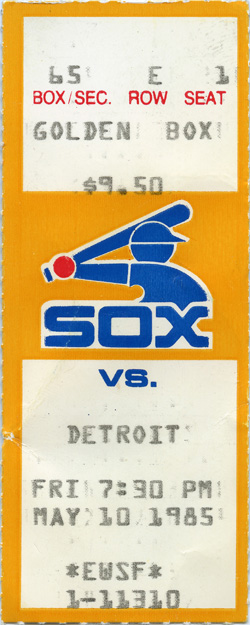 65 E 1
BOX/SEC. ROW SEAT
GOLDEN BOX
$9.50
SOX
VS.
DETROIT
FRI 7:30 PM
MAY 10 1985
*EWSF*
1-11310